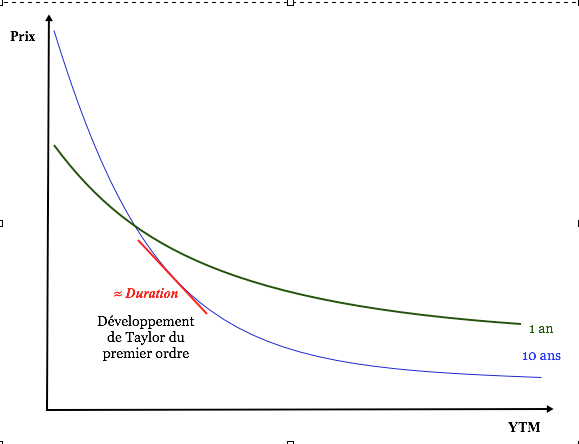 Prix
≈ Duration
Développement
de Taylor du
premier ordre
1 an
10 ans
YTM